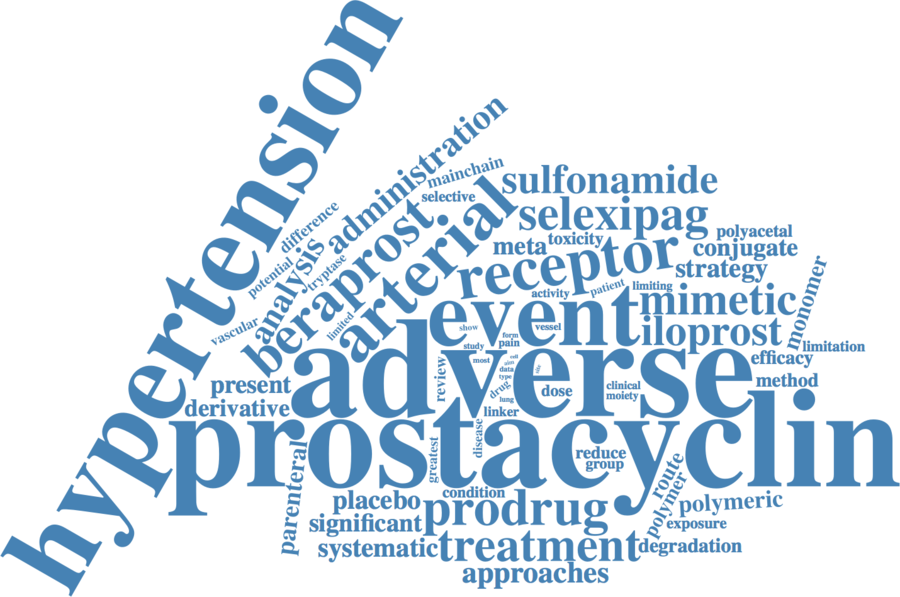 hypertension
administration
mainchain
selective
sulfonamide
selexipag
polyacetal
difference
analysis
beraprost
arterial
meta
toxicity
conjugate
receptor
strategy
potential
tryptase
activity
patient
limiting
monomer
vascular
limited
event
mimetic
show
vessel
iloprost
form
pain
study
limitation
adverse
most
cell
aim
efficacy
present
review
data
type
site
drug
dose
clinical
moiety
method
derivative
lung
linker
prostacyclin
disease
greatest
reduce
group
parenteral
route
polymer
condition
placebo
prodrug
polymeric
significant
exposure
systematic
treatment
degradation
approaches